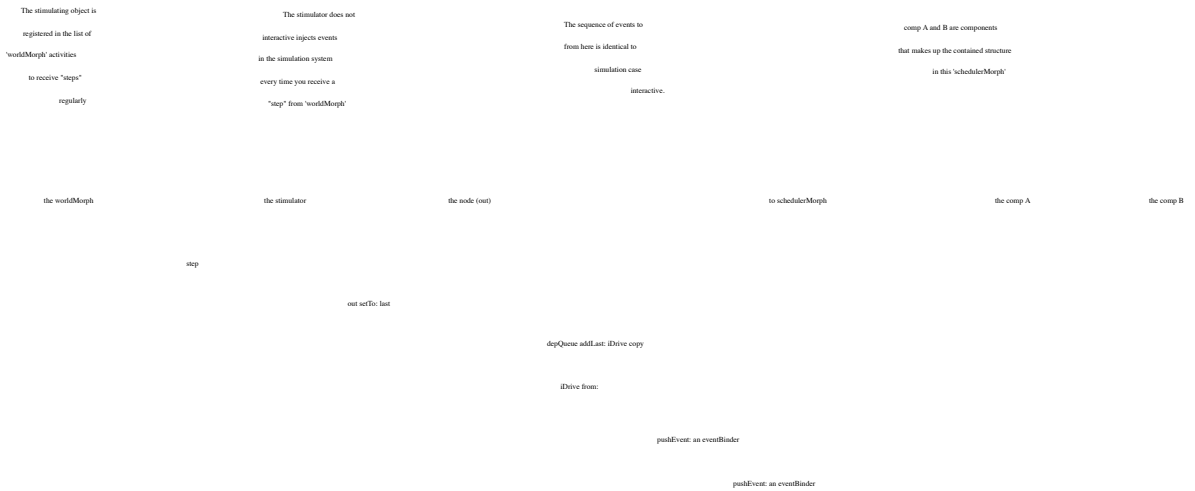 The stimulating object is
registered in the list of
'worldMorph' activities
to receive "steps"
regularly
The stimulator does not
interactive injects events
in the simulation system
every time you receive a
"step" from 'worldMorph'
The sequence of events to
from here is identical to
simulation case
interactive.
comp A and B are components
that makes up the contained structure
in this 'schedulerMorph'
the worldMorph
the stimulator
the node (out)
to schedulerMorph
the comp A
the comp B
step
out setTo: last
depQueue addLast: iDrive copy
iDrive from:
pushEvent: an eventBinder
pushEvent: an eventBinder